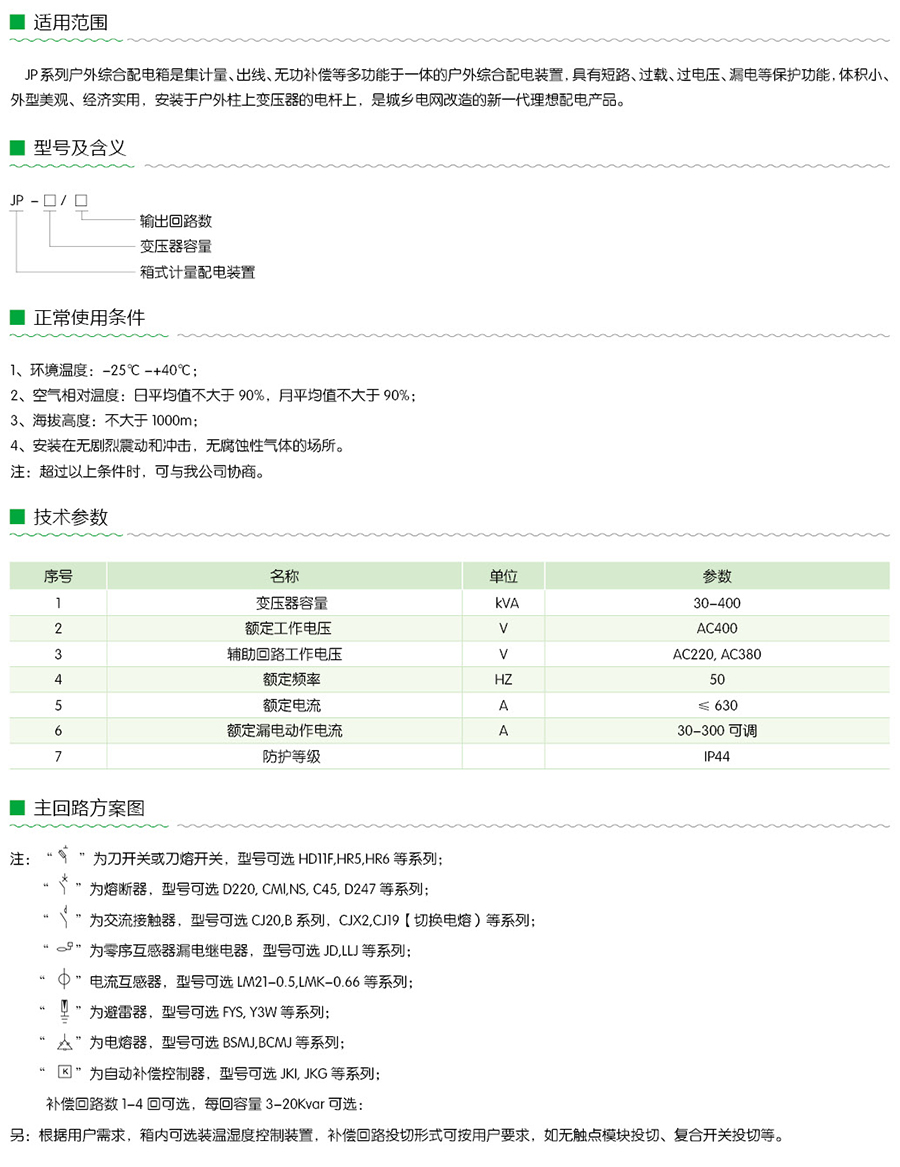 适用范围
JP系列户外综合配电箱是集计量、出线、无功补偿等多功能于一体的户外综合配电装置，具有短路、过载、过电压、漏电等保护功能，体积小、
外型美观、经济实用，安装于户外柱上变压器的电杆上，是城乡电网改造的新一代理想配电产品。
型号及含义
JP - □ / □
输出回路数
变压器容量
箱式计量配电装置
正常使用条件
1、环境温度：-25℃ -+40℃；
2、空气相对温度：日平均值不大于 90%，月平均值不大于 90%；
3、海拔高度：不大于 1000m；
4、安装在无剧烈震动和冲击，无腐蚀性气体的场所。
注：超过以上条件时，可与我公司协商。
技术参数
序号 名称 单位 参数
1 变压器容量 kVA 30-400
2 额定工作电压 V AC400
3 辅助回路工作电压 V AC220, AC380
4 额定频率 HZ 50
5 额定电流 A ≤ 630
6 额定漏电动作电流 A 30-300 可调
7 防护等级 IP44
主回路方案图
注：“ ”为刀开关或刀熔开关，型号可选 HD11F,HR5,HR6 等系列；
“ ”为熔断器，型号可选 D220, CMI,NS, C45, D247 等系列；
“ ”为交流接触器，型号可选 CJ20,B 系列，CJX2,CJ19【切换电熔）等系列；
“ ”为零序互感器漏电继电器，型号可选 JD,LLJ 等系列；
“ ”电流互感器，型号可选 LM21-0.5,LMK-0.66 等系列；
“ ”为避雷器，型号可选 FYS, Y3W 等系列；
“ ”为电熔器，型号可选 BSMJ,BCMJ 等系列；
“ K ”为自动补偿控制器，型号可选 JKI, JKG 等系列；
补偿回路数 1-4 回可选，每回容量 3-20Kvar 可选：
另：根据用户需求，箱内可选装温湿度控制装置，补偿回路投切形式可按用户要求，如无触点模块投切、复合开关投切等。